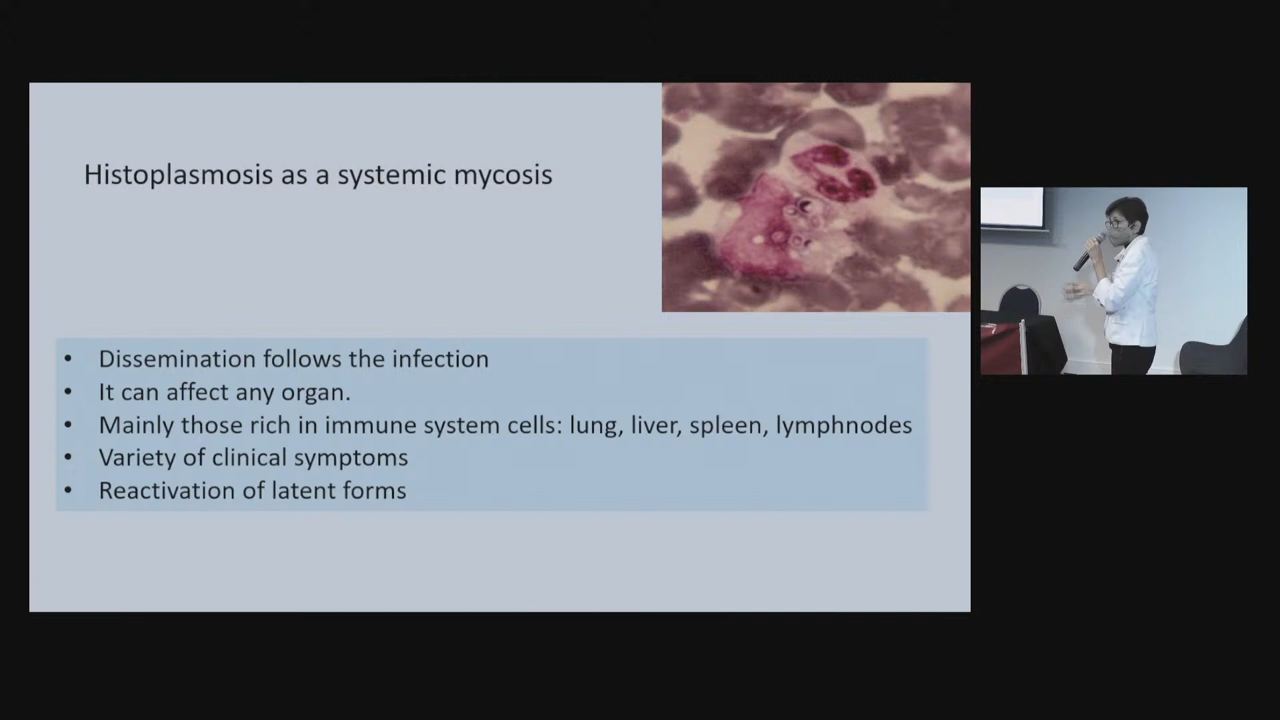 Histoplasmosis as a systemic mycosis
• Dissemination follows the infection
• It can affect any organ.
• Mainly those rich in immune system cells: lung, liver, spleen, lymphnodes
• Variety of clinical symptoms
• Reactivation of latent forms